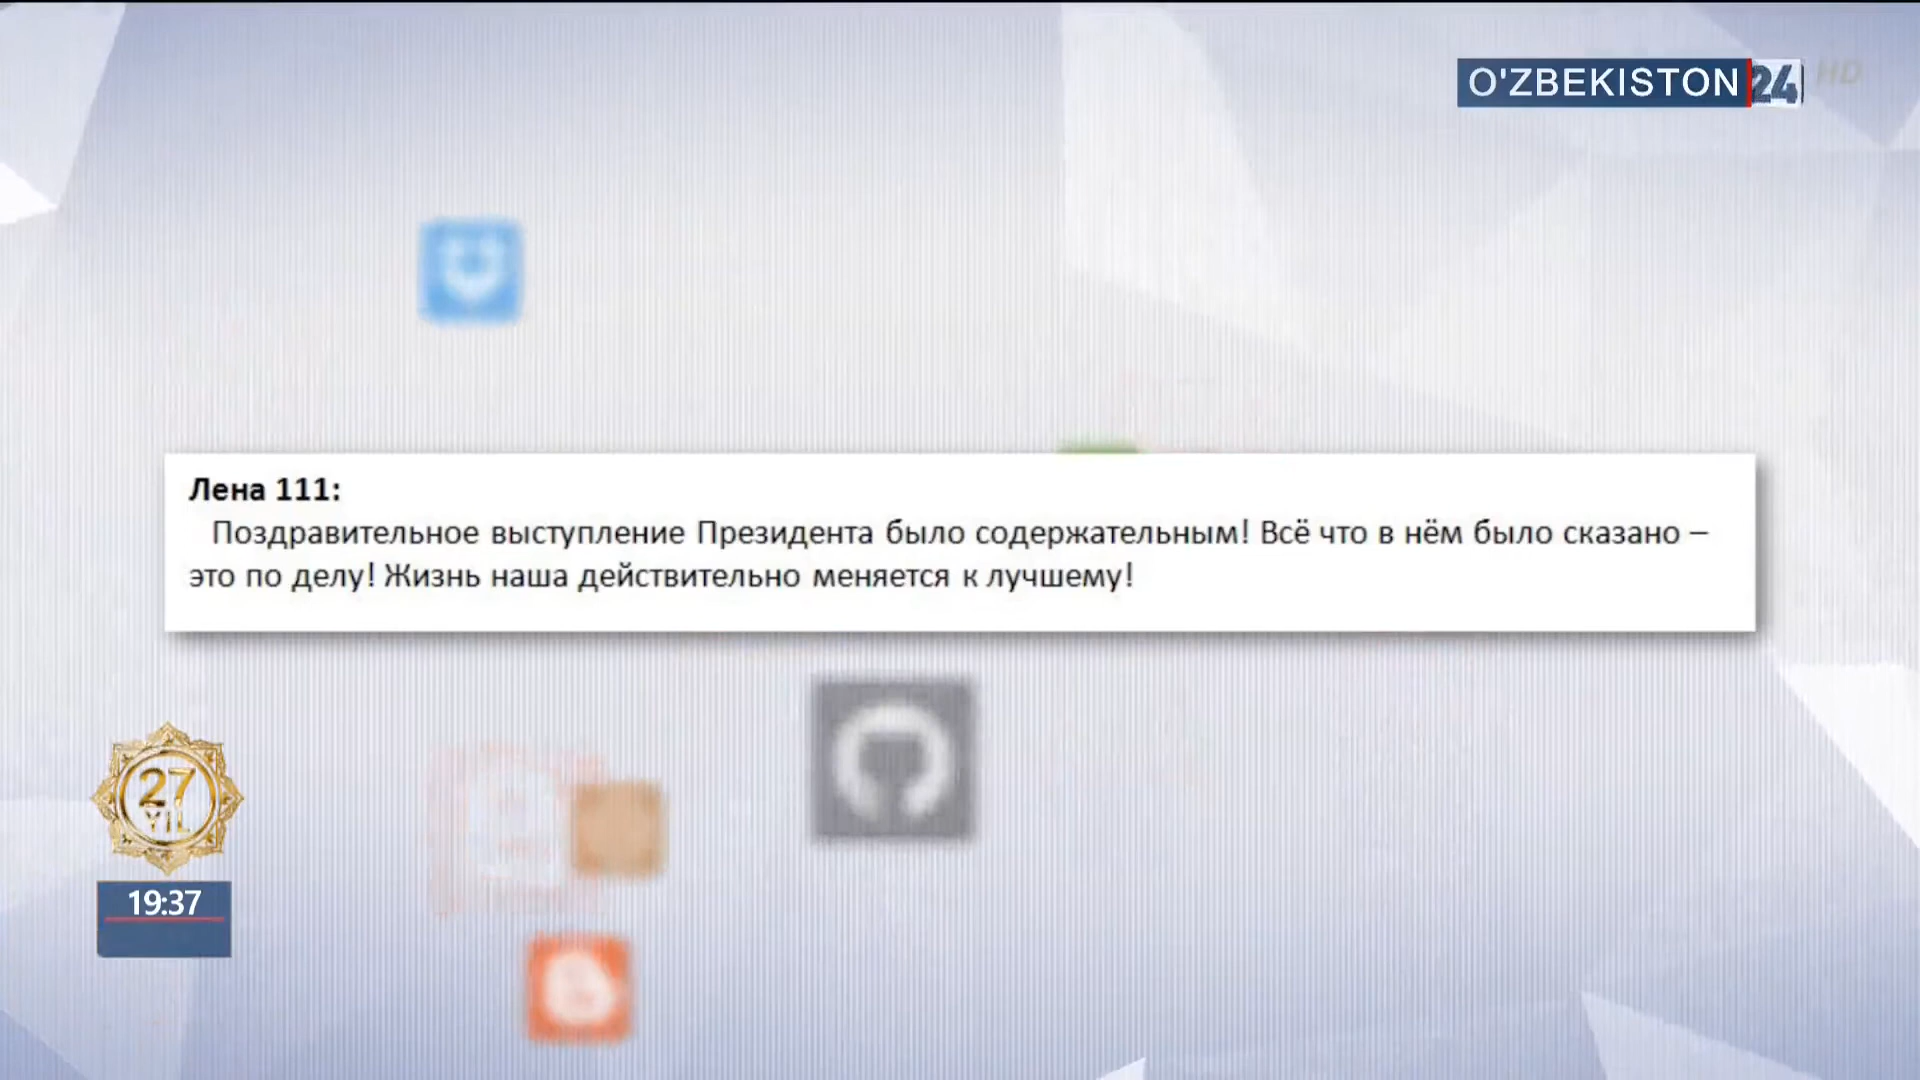 O'ZBEKISTON 24 HD
Лена 111:
Поздравительное выступление Президента было содержательным! Всё что в нём было сказано –
это по делу! Жизнь наша действительно меняется к лучшему!
27
YIL
19:37